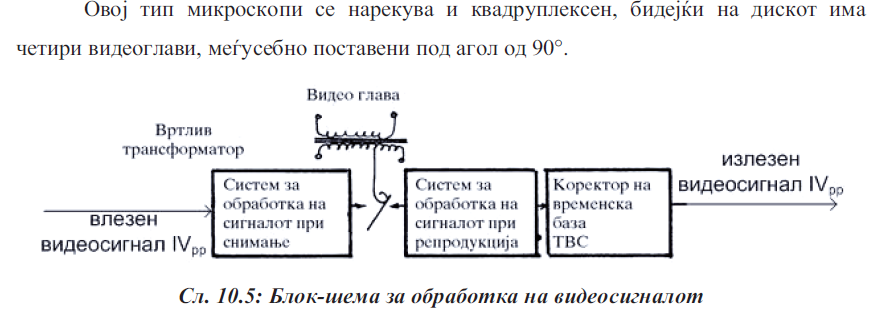 Овој тип микроскопи се нарекува и квадруплексен, бидејќи на дискот има
четири видеоглави, меѓусебно поставени под агол од 90°.
Видео глава
Вртлив
трансформатор
влезен
видеосигнал IVpp
Систем за
обработка на
сигналот при
снимање
Систем за
обработка на
сигналот при
репродукција
Коректор на
временска
база
ТВС
излезен
видеосигнал IVpp
Сл. 10.5: Блок-шема за обработка на видеосигналот